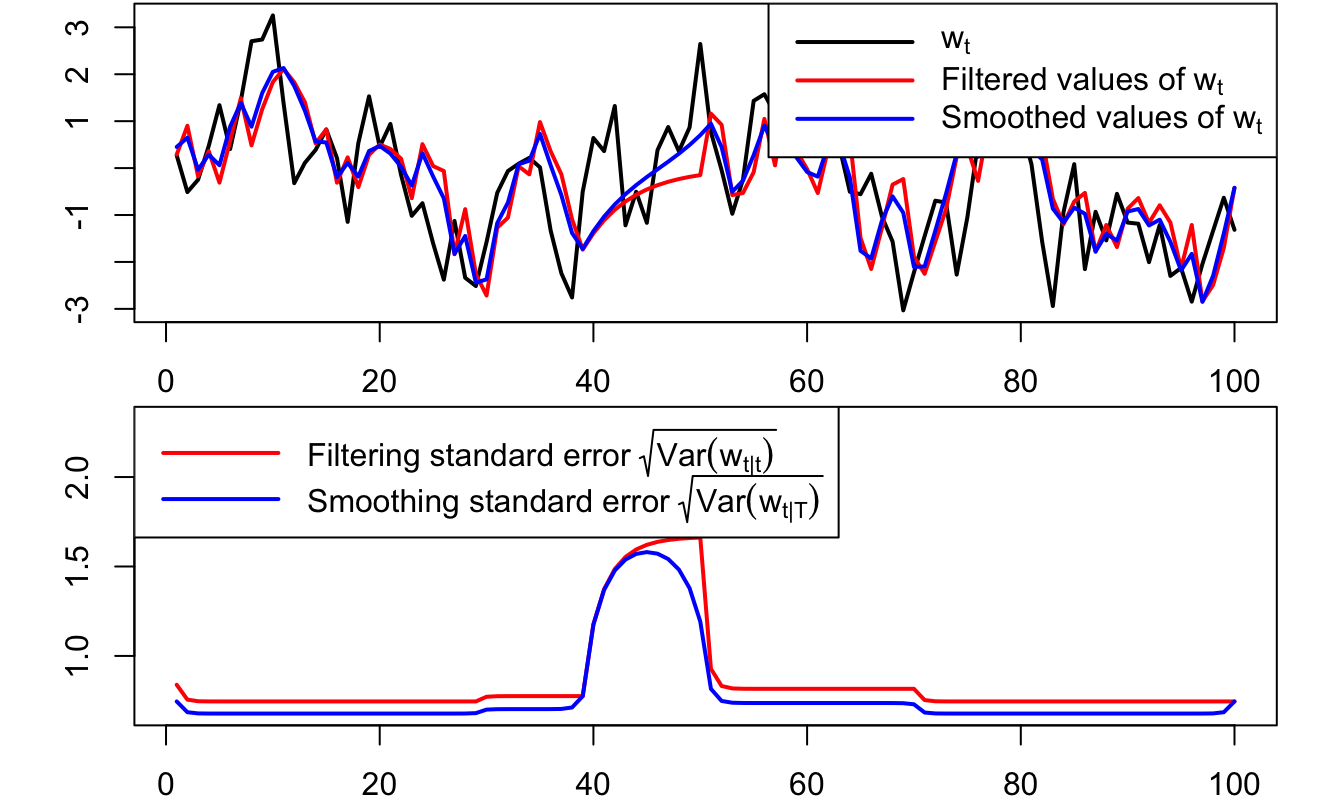 3
2
1
-1
-3
w_t
Filtered values of w_t
Smoothed values of w_t
0 20 40 60 80 100
2.0
1.5
1.0
Filtering standard error √Var(w_t|t)
Smoothing standard error √Var(w_t|T)
0 20 40 60 80 100